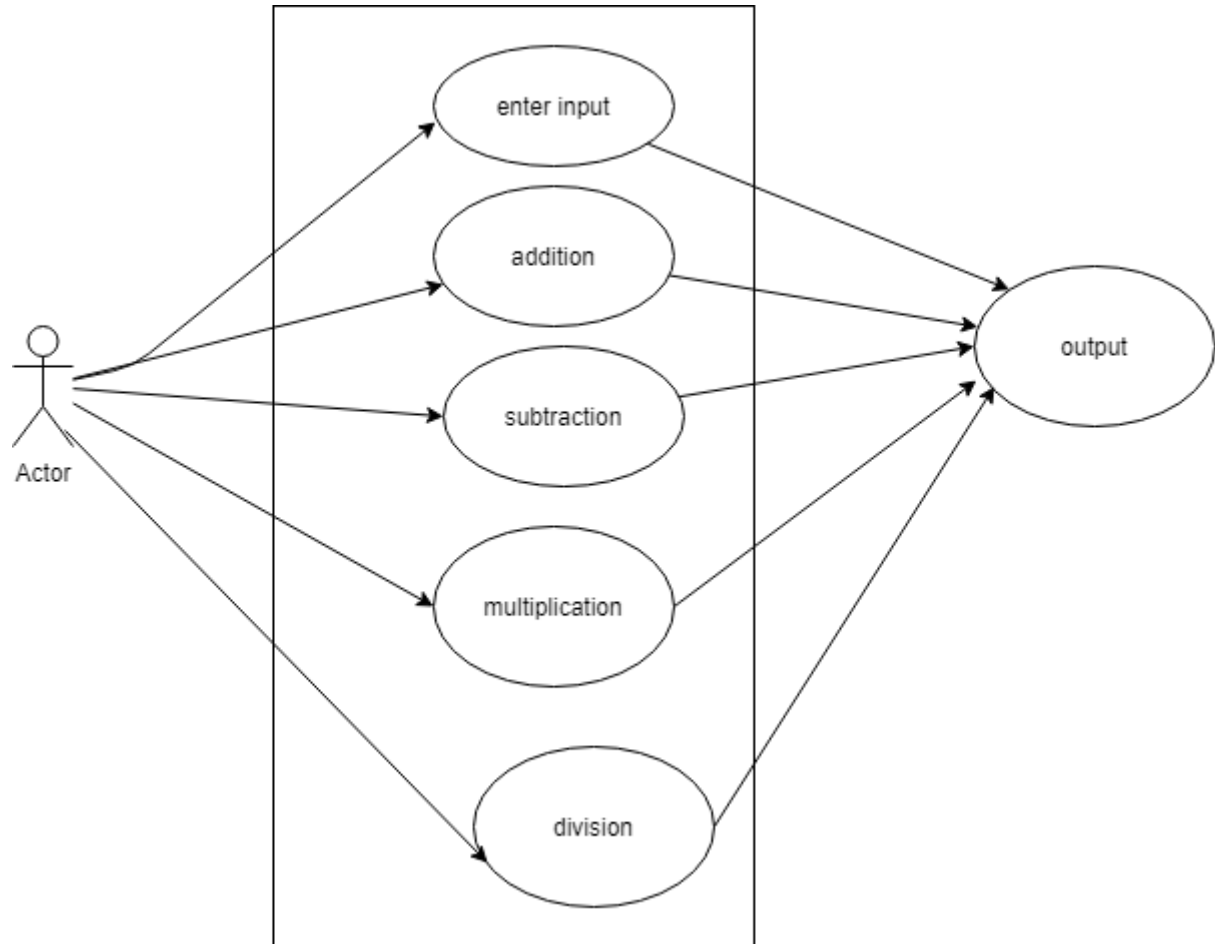 enter input
addition
output
subtraction
Actor
multiplication
division